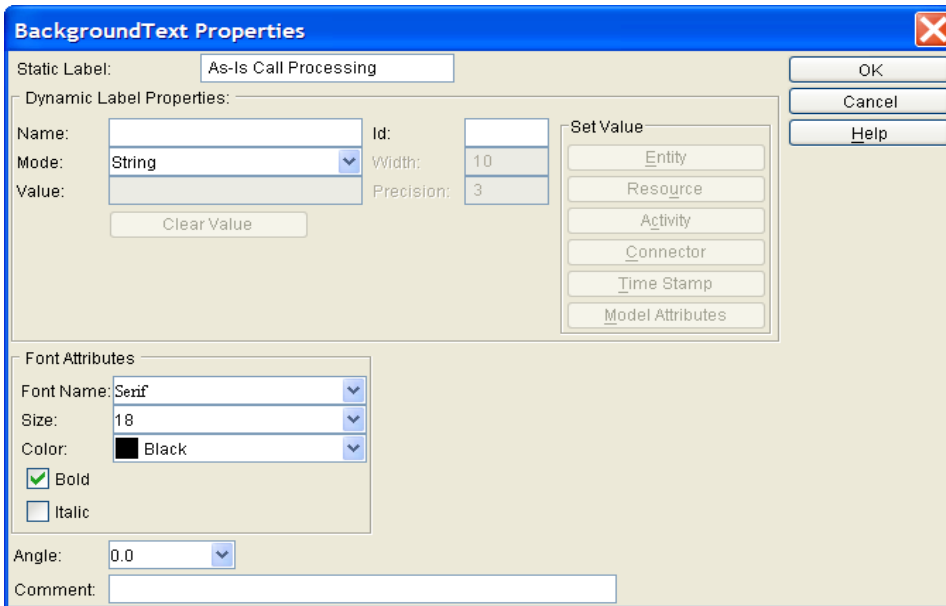 BackgroundText Properties
Static Label: As-Is Call Processing OK
Dynamic Label Properties: Cancel
Name: Id: Set Value Help
Mode: String Width: 10 Entity
Value: Precision: 3 Resource
Clear Value Activity
Connector
Time Stamp
Model Attributes
Font Attributes
Font Name: Serif
Size: 18
Color: Black
Bold
Italic
Angle: 0.0
Comment: